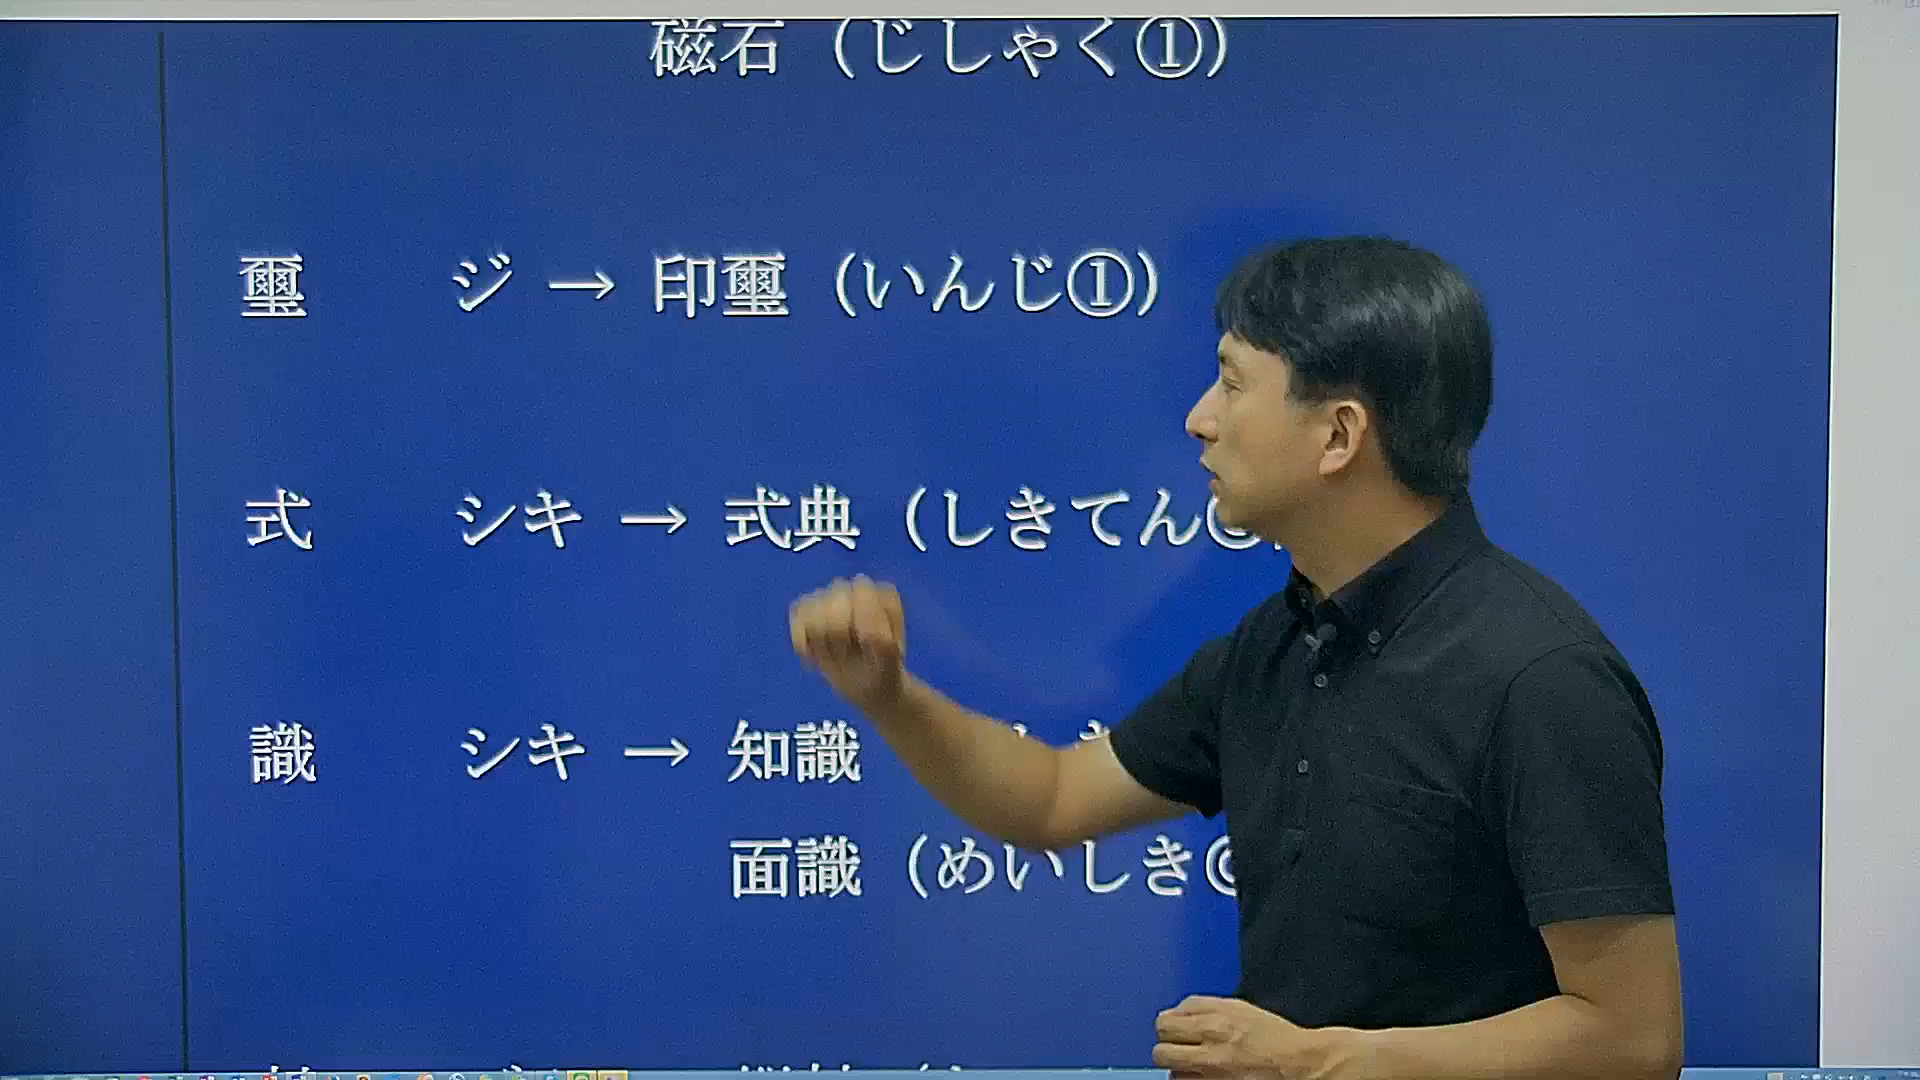 磁石（じしゃく①）
璽 ジ → 印璽（いんじ①）
式 シキ → 式典（しきてん
識 シキ → 知識
面識（めいしき